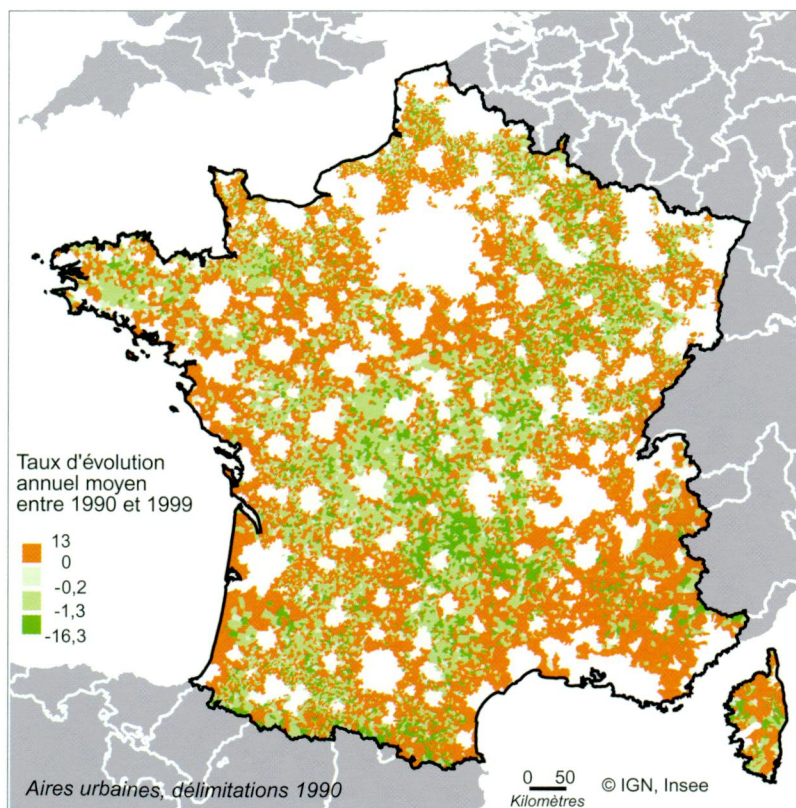 Taux d'évolution
annuel moyen
entre 1990 et 1999
13
0
-0,2
-1,3
-16,3
Aires urbaines, délimitations 1990
0 50
Kilomètres
© IGN, Insee